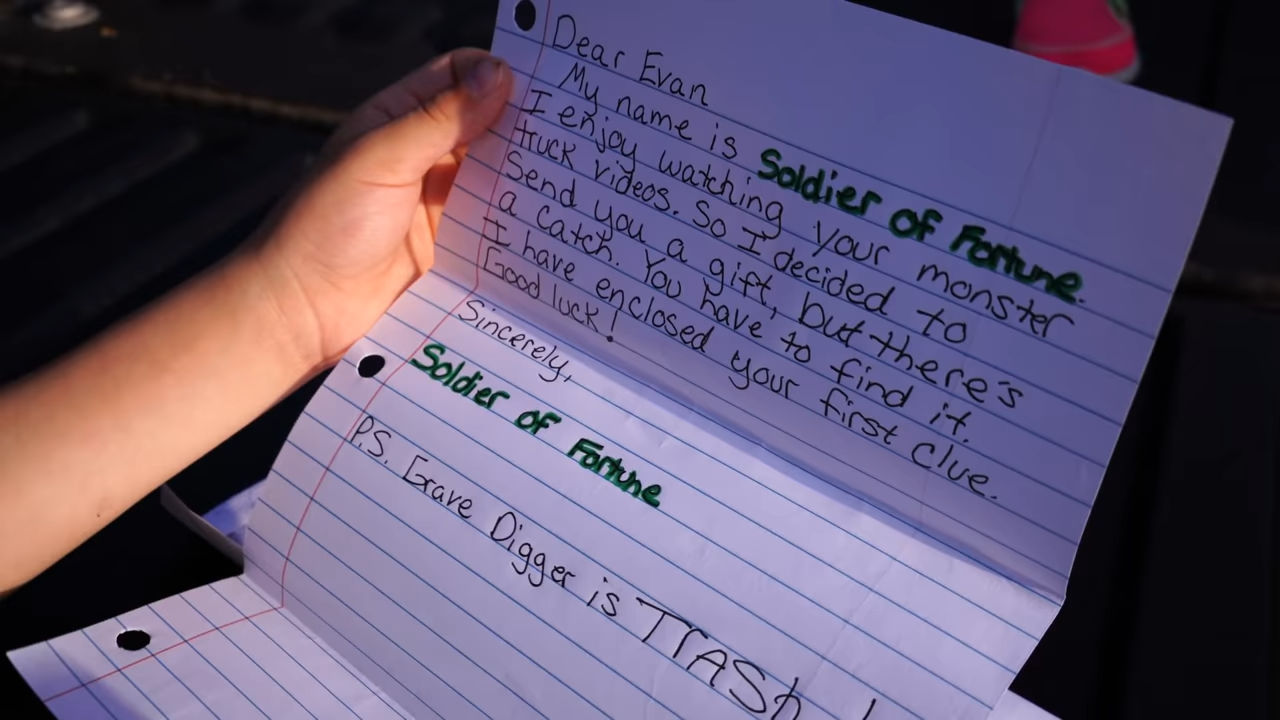 Dear Evan
My name is Soldier of Fortune.
I enjoy watching your monster
truck videos. So I decided to
Send you a gift, but there's
a catch. You have to find it.
I have enclosed your first clue.
Good luck!
Sincerely,
Soldier of Fortune
P.S. Grave Digger is TrASh!